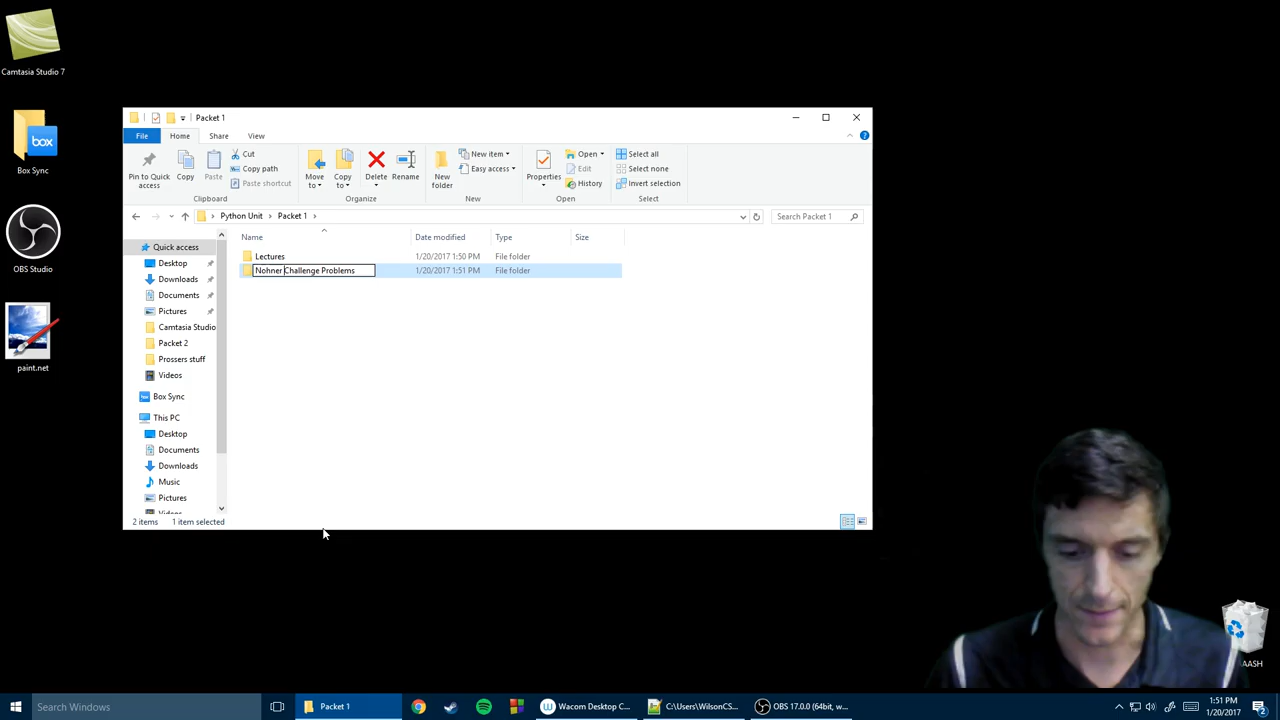 Camtasia Studio 7
box
Box Sync
OBS Studio
paint.net
Packet 1
File
Home
Share
View
Pin to Quick access
Copy
Paste
Cut
Copy path
Paste shortcut
Clipboard
Move to
Copy to
Delete
Rename
Organize
New folder
New item
Easy access
New
Properties
Open
Edit
History
Open
Select all
Select none
Invert selection
Select
Python Unit
Packet 1
Search Packet 1
Name
Date modified
Type
Size
Lectures
1/20/2017 1:50 PM
File folder
Nohner Challenge Problems
1/20/2017 1:51 PM
File folder
Quick access
Desktop
Downloads
Documents
Pictures
Camtasia Studio
Packet 2
Prossers stuff
Videos
Box Sync
This PC
Desktop
Documents
Downloads
Music
Pictures
Videos
2 items
1 item selected
AASH
Search Windows
Packet 1
Wacom Desktop C...
C:\Users\WilsonCS...
OBS 17.0.0 (64bit, w...
1:51 PM
1/20/2017
2